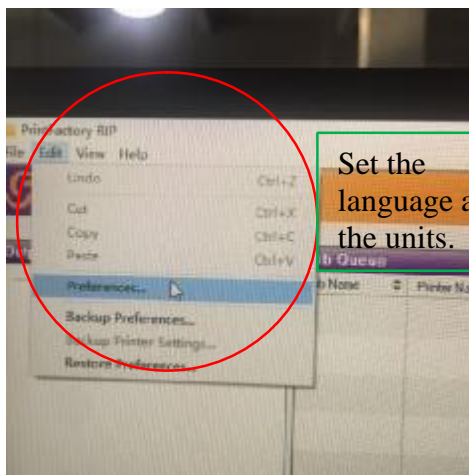 PrintFactory RIP
File Edit View Help
Undo Ctrl+Z
Cut Ctrl+X
Copy Ctrl+C
Paste Ctrl+V
Preferences...
Backup Preferences...
Backup Printer Settings...
Restore Preferences...
Set the
language a
the units.
b Queue
b Name Printer Na